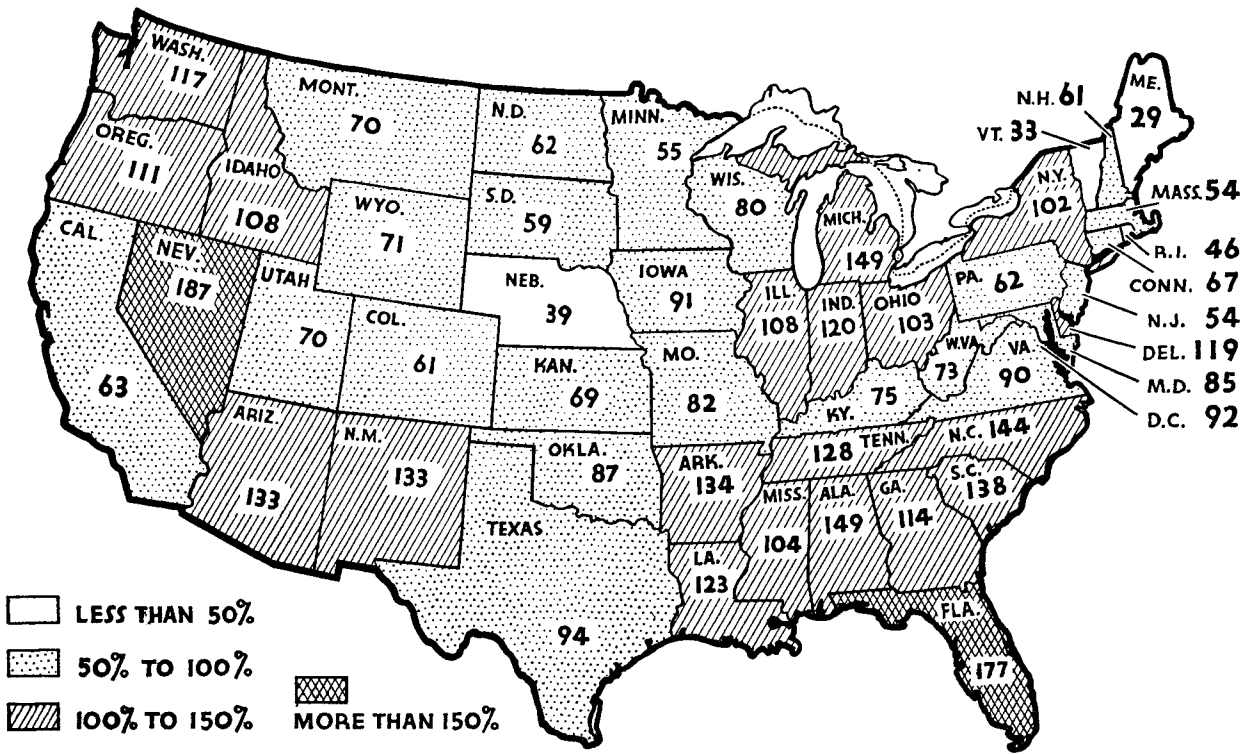 WASH.
117
OREG.
111
IDAHO
108
MONT.
70
N.D.
62
MINN.
55
S.D.
59
WYO.
71
WIS.
80
MICH.
149
CAL.
63
NEV.
187
UTAH
70
COL.
61
NEB.
39
IOWA
91
ILL.
108
IND.
120
OHIO
103
PA.
62
N.Y.
102
VT. 33
N.H. 61
ME.
29
MASS. 54
R.I. 46
CONN. 67
N.J. 54
DEL. 119
M.D. 85
D.C. 92
KAN.
69
MO.
82
KY.
75
W.VA.
73
VA.
90
ARIZ.
133
N.M.
133
OKLA.
87
ARK.
134
TENN.
128
N.C. 144
S.C.
138
TEXAS
94
LA.
123
MISS.
104
ALA.
149
GA.
114
FLA.
177
LESS THAN 50%
50% TO 100%
100% TO 150%
MORE THAN 150%